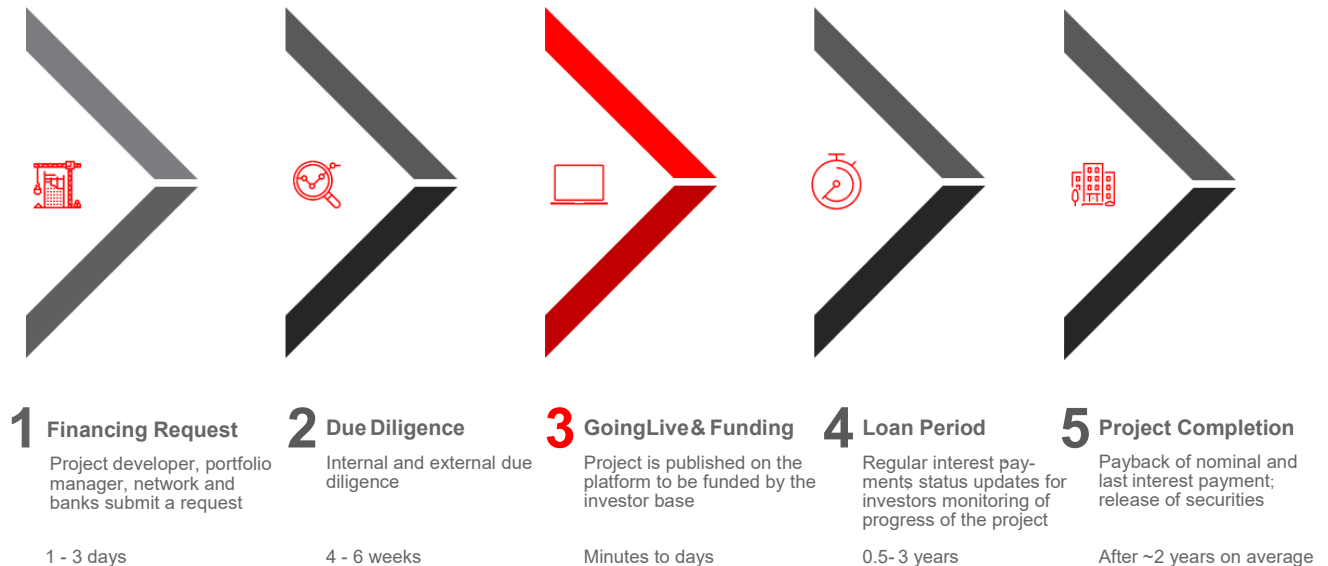 1 Financing Request
Project developer, portfolio
manager, network and
banks submit a request
1 - 3 days
2 Due Diligence
Internal and external due
diligence
4 - 6 weeks
3 GoingLive & Funding
Project is published on the
platform to be funded by the
investor base
Minutes to days
4 Loan Period
Regular interest pay-
ments, status updates for
investors monitoring of
progress of the project
0.5- 3 years
5 Project Completion
Payback of nominal and
last interest payment;
release of securities
After ~2 years on average